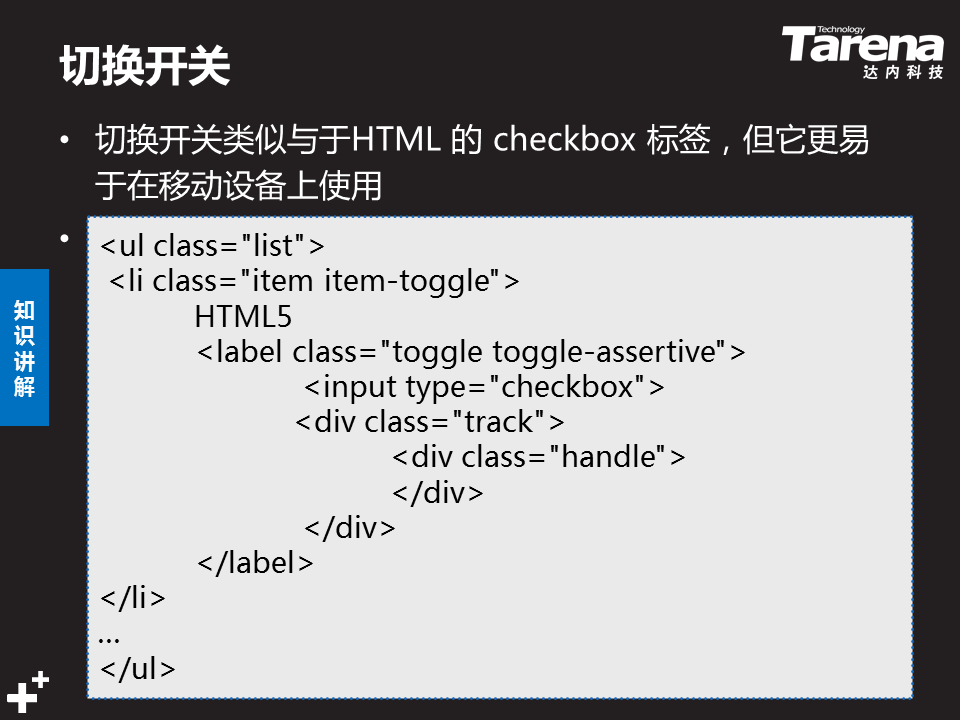 切换开关
Technology
Tarena
达内科技
• 切换开关类似与于HTML 的 checkbox 标签，但它更易
于在移动设备上使用
•
<ul class="list">
<li class="item item-toggle">
HTML5
<label class="toggle toggle-assertive">
<input type="checkbox">
<div class="track">
<div class="handle">
</div>
</div>
</label>
</li>
…
</ul>
知
识
讲
解